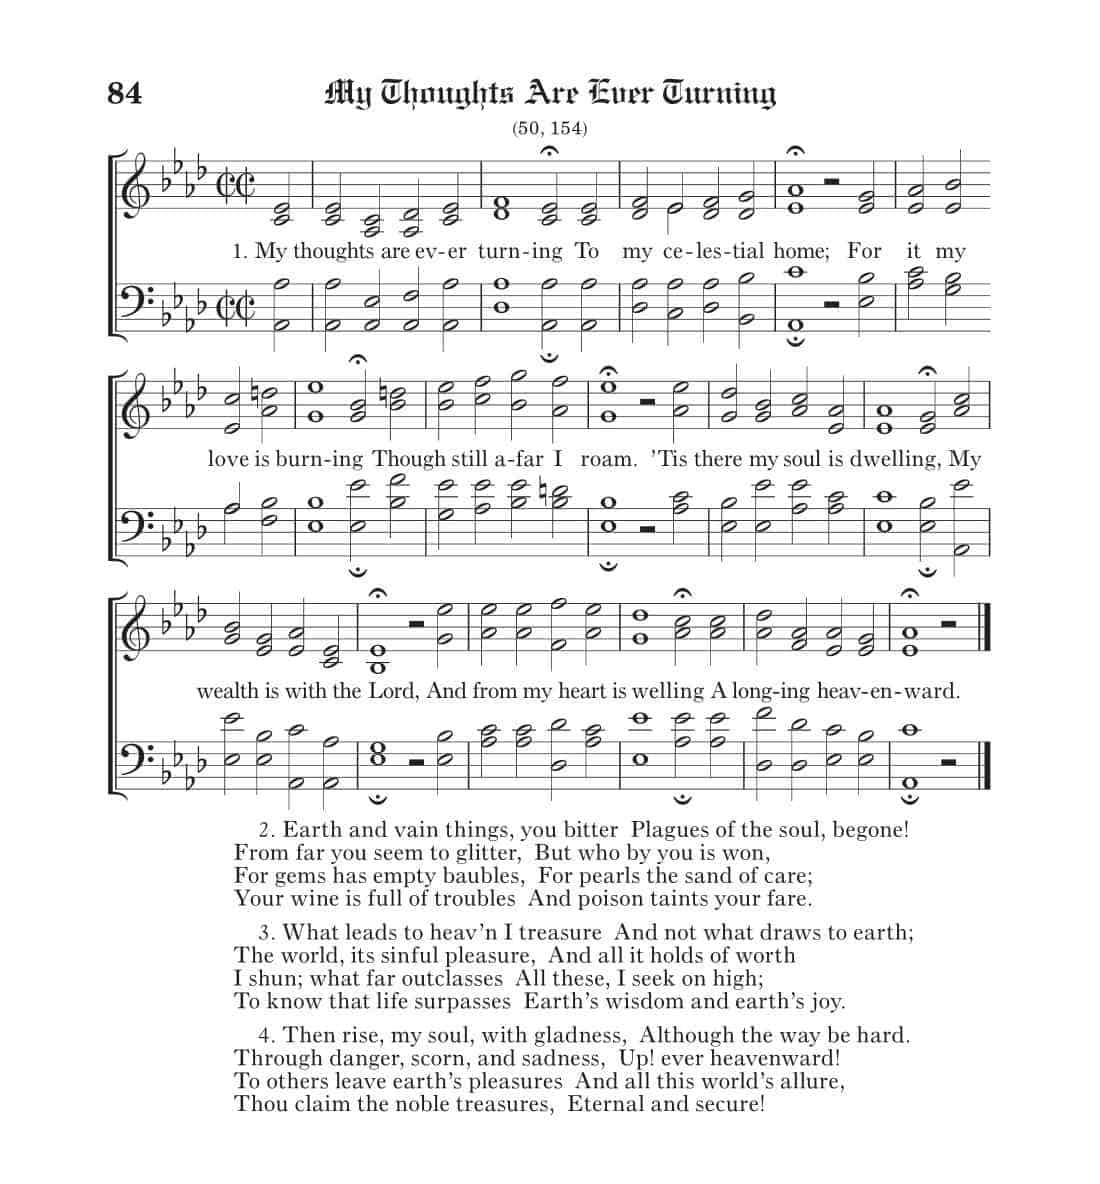 84 My Thoughts Are Ever Turning
(50, 154)
1. My thoughts are ev-er turn-ing To my ce-les-tial home; For it my
love is burn-ing Though still a-far I roam. ’Tis there my soul is dwelling, My
wealth is with the Lord, And from my heart is welling A long-ing heav-en-ward.
2. Earth and vain things, you bitter Plagues of the soul, begone!
From far you seem to glitter, But who by you is won,
For gems has empty baubles, For pearls the sand of care;
Your wine is full of troubles And poison taints your fare.
3. What leads to heav’n I treasure And not what draws to earth;
The world, its sinful pleasure, And all it holds of worth
I shun; what far outclasses All these, I seek on high;
To know that life surpasses Earth’s wisdom and earth’s joy.
4. Then rise, my soul, with gladness, Although the way be hard.
Through danger, scorn, and sadness, Up! ever heavenward!
To others leave earth’s pleasures And all this world’s allure,
Thou claim the noble treasures, Eternal and secure!